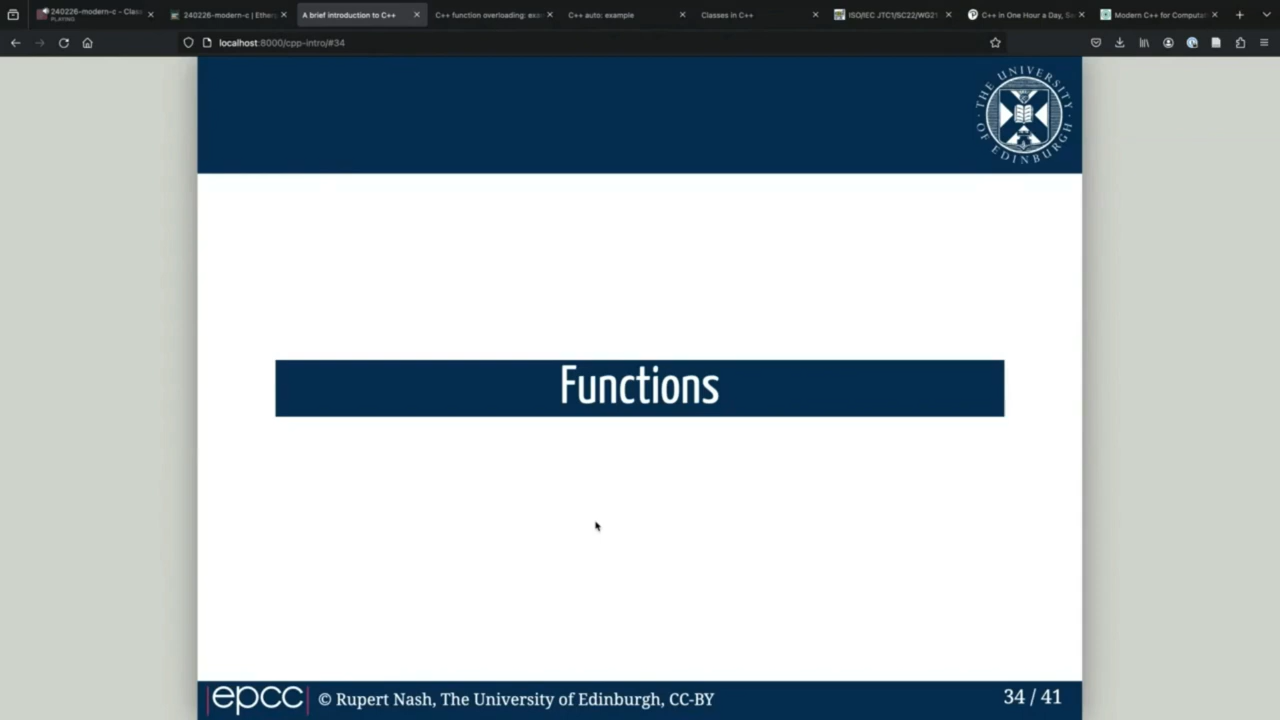 240226-modern-c – Clas
PLAYING
240226-modern-c | Ether
A brief introduction to C++
C++ function overloading: exa
C++ auto: example
Classes in C++
ISO/IEC JTC1/SC22/WG21
C++ in One Hour a Day, Sa
Modern C++ for Computat
localhost:8000/cpp-intro/#34
THE UNIVERSITY OF EDINBURGH
Functions
epcc
© Rupert Nash, The University of Edinburgh, CC-BY
34 / 41